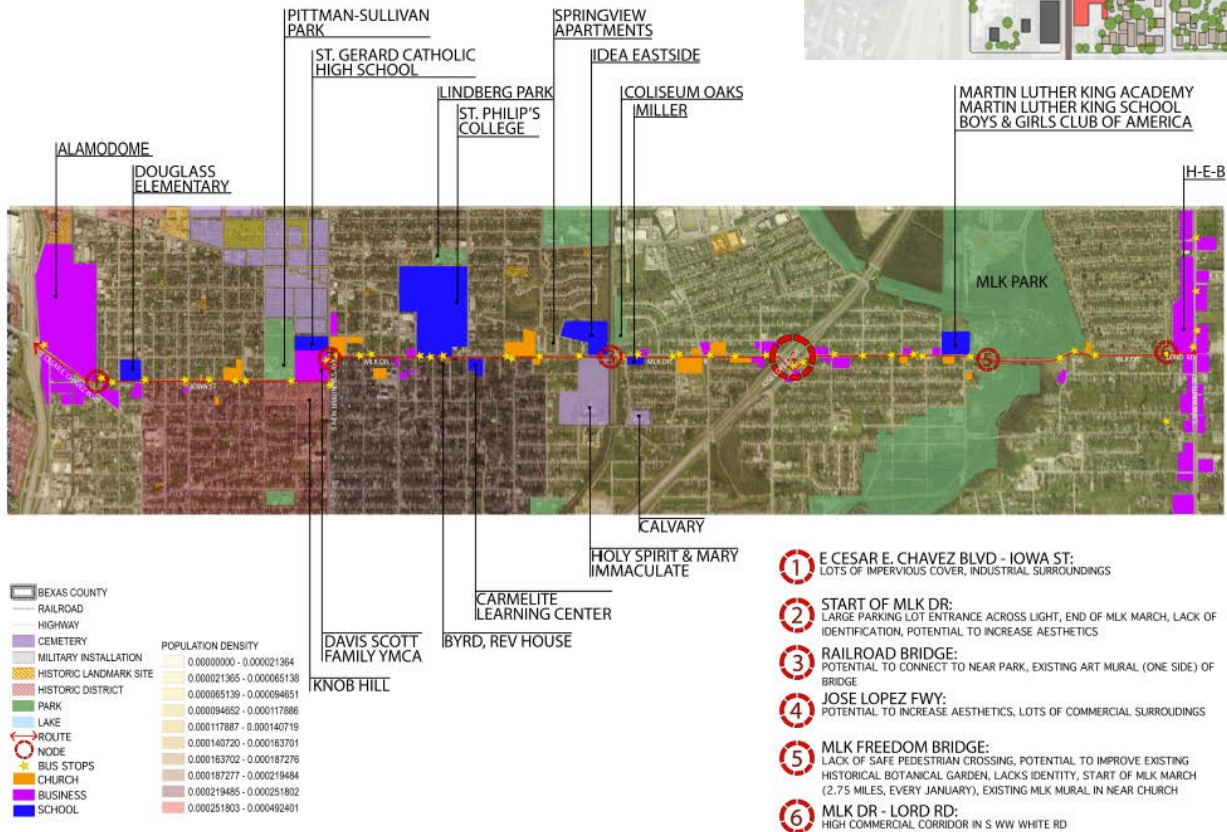 PITTMAN-SULLIVAN
PARK
SPRINGVIEW
APARTMENTS
ST. GERARD CATHOLIC
HIGH SCHOOL
IDEA EASTSIDE
LINDBERG PARK
COLISEUM OAKS
MARTIN LUTHER KING ACADEMY
MARTIN LUTHER KING SCHOOL
BOYS & GIRLS CLUB OF AMERICA
ST. PHILIP'S
COLLEGE
MILLER
ALAMODOME
DOUGLASS
ELEMENTARY
H-E-B
MLK PARK
MLK DR
MLK DR
MLK DR
LORD RD
IOWA ST
CALVARY
HOLY SPIRIT & MARY
IMMACULATE
CARMELITE
LEARNING CENTER
DAVIS SCOTT
FAMILY YMCA
BYRD, REV HOUSE
KNOB HILL
BEXAS COUNTY
RAILROAD
HIGHWAY
CEMETERY
MILITARY INSTALLATION
HISTORIC LANDMARK SITE
HISTORIC DISTRICT
PARK
LAKE
ROUTE
NODE
BUS STOPS
CHURCH
BUSINESS
SCHOOL
POPULATION DENSITY
0.00000000 - 0.000021364
0.000021365 - 0.000065138
0.000065139 - 0.000094651
0.000094652 - 0.000117886
0.000117887 - 0.000140719
0.000140720 - 0.000163701
0.000163702 - 0.000187276
0.000187277 - 0.000219484
0.000219485 - 0.000251802
0.000251803 - 0.000492401
1 E CESAR E. CHAVEZ BLVD - IOWA ST:
LOTS OF IMPERVIOUS COVER, INDUSTRIAL SURROUNDINGS
2 START OF MLK DR:
LARGE PARKING LOT ENTRANCE ACROSS LIGHT, END OF MLK MARCH, LACK OF
IDENTIFICATION, POTENTIAL TO INCREASE AESTHETICS
3 RAILROAD BRIDGE:
POTENTIAL TO CONNECT TO NEAR PARK, EXISTING ART MURAL (ONE SIDE) OF
BRIDGE
4 JOSE LOPEZ FWY:
POTENTIAL TO INCREASE AESTHETICS, LOTS OF COMMERCIAL SURROUDINGS
5 MLK FREEDOM BRIDGE:
LACK OF SAFE PEDESTRIAN CROSSING, POTENTIAL TO IMPROVE EXISTING
HISTORICAL BOTANICAL GARDEN, LACKS IDENTITY, START OF MLK MARCH
(2.75 MILES, EVERY JANUARY), EXISTING MLK MURAL IN NEAR CHURCH
6 MLK DR - LORD RD:
HIGH COMMERCIAL CORRIDOR IN S WW WHITE RD